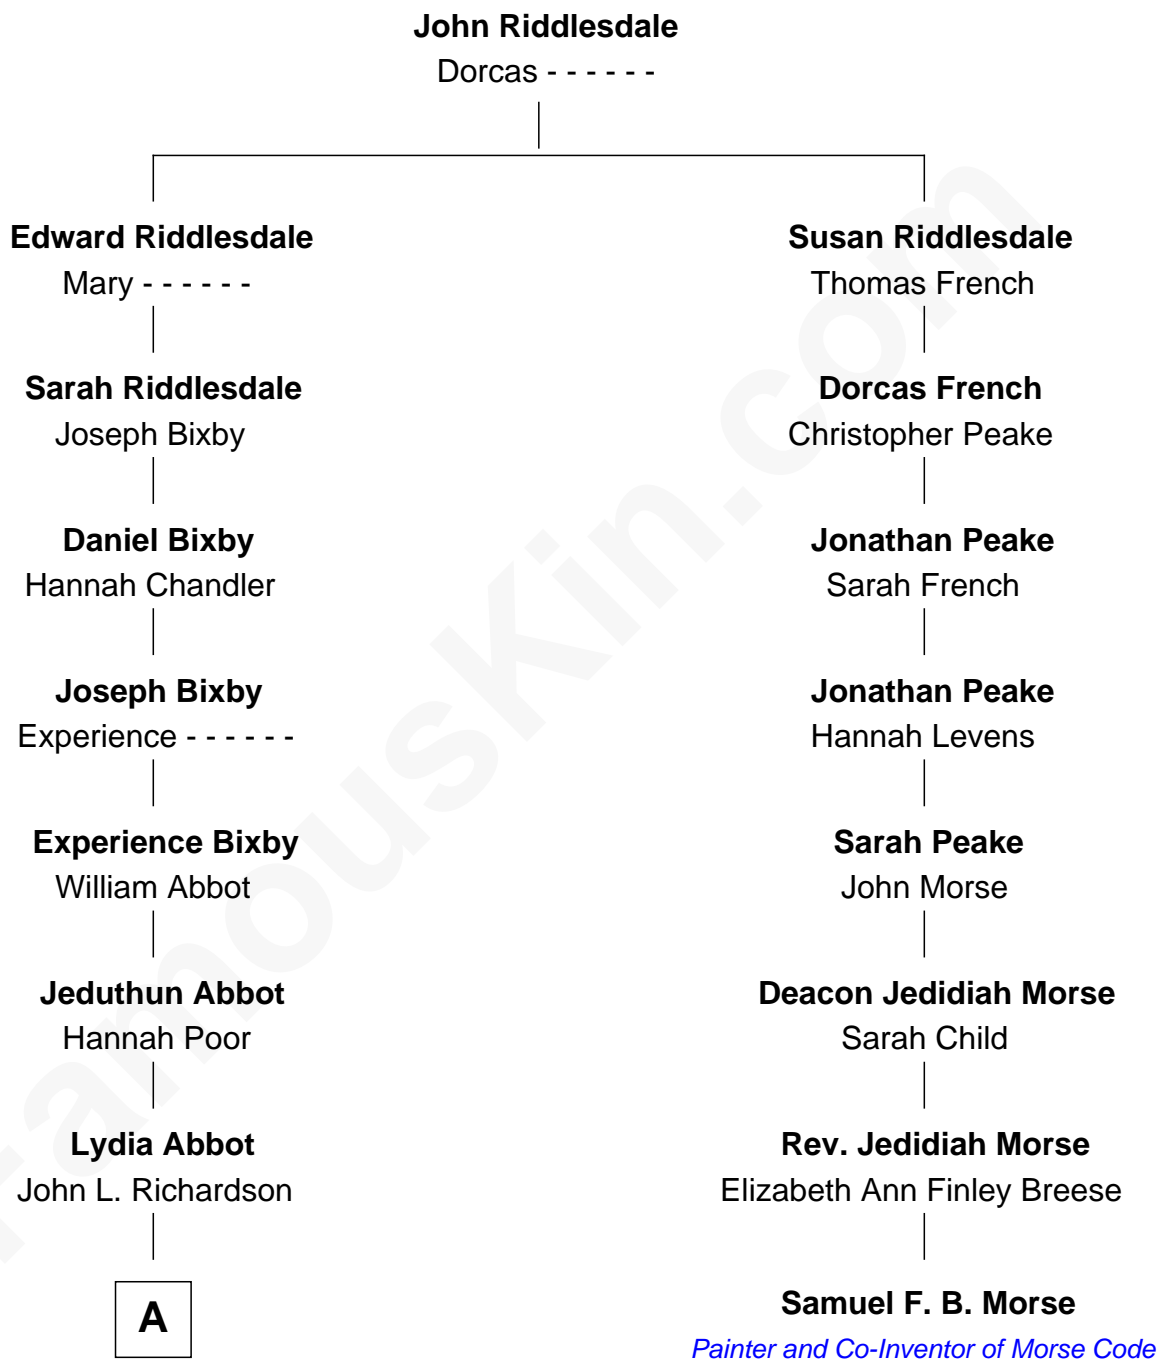 John Riddlesdale
Dorcas - - - - - -
Edward Riddlesdale
Mary - - - - - -
Susan Riddlesdale
Thomas French
Sarah Riddlesdale
Joseph Bixby
Dorcas French
Christopher Peake
Daniel Bixby
Hannah Chandler
Jonathan Peake
Sarah French
Joseph Bixby
Experience - - - - - -
Jonathan Peake
Hannah Levens
Experience Bixby
William Abbot
Sarah Peake
John Morse
Jeduthun Abbot
Hannah Poor
Deacon Jedidiah Morse
Sarah Child
Lydia Abbot
John L. Richardson
Rev. Jedidiah Morse
Elizabeth Ann Finley Breese
A
Samuel F. B. Morse
Painter and Co-Inventor of Morse Code
FamousKin.com